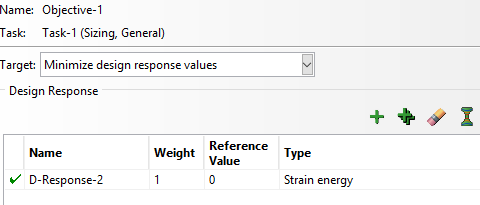 Name: Objective-1
Task: Task-1 (Sizing, General)
Target: Minimize design response values
Design Response
Name Weight Reference Value Type
D-Response-2 1 0 Strain energy